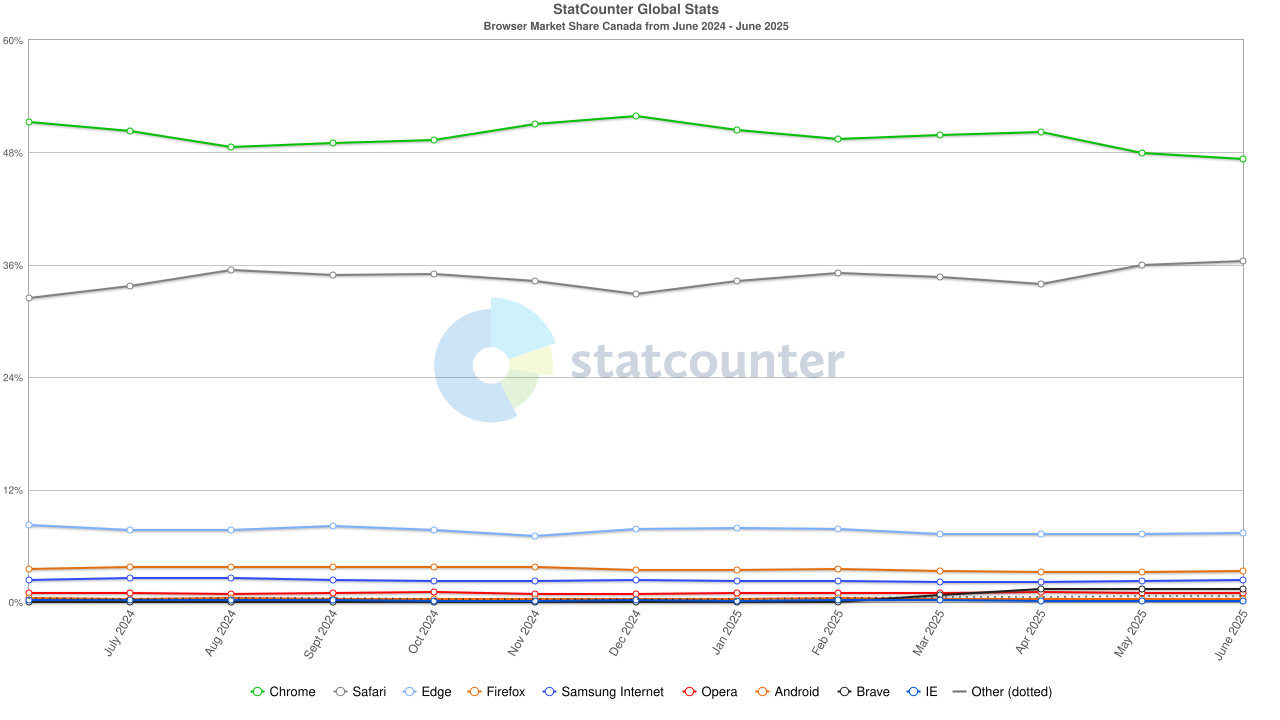 StatCounter Global Stats
Browser Market Share Canada from June 2024 - June 2025
60%
48%
36%
24%
12%
0%
statcounter
July 2024
Aug 2024
Sept 2024
Oct 2024
Nov 2024
Dec 2024
Jan 2025
Feb 2025
Mar 2025
Apr 2025
May 2025
June 2025
Chrome Safari Edge Firefox Samsung Internet Opera Android Brave IE Other (dotted)